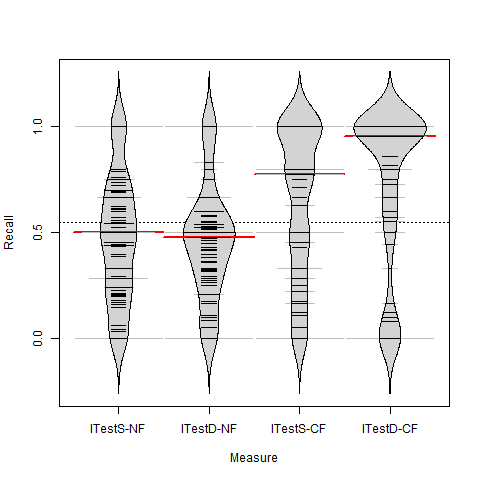 Recall
1.0
0.5
0.0
ITestS-NF
ITestD-NF
ITestS-CF
ITestD-CF
Measure